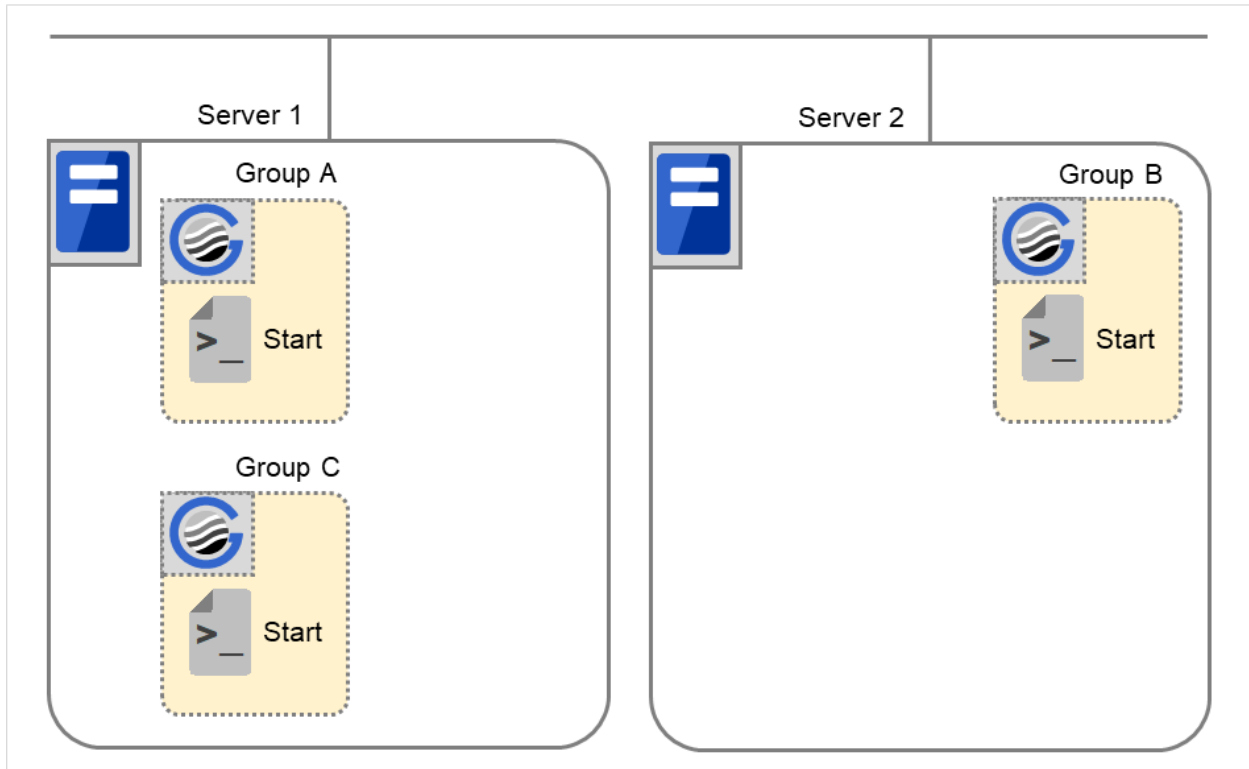 Server 1
Server 2
Group A
Group B
>_ Start
>_ Start
Group C
>_ Start